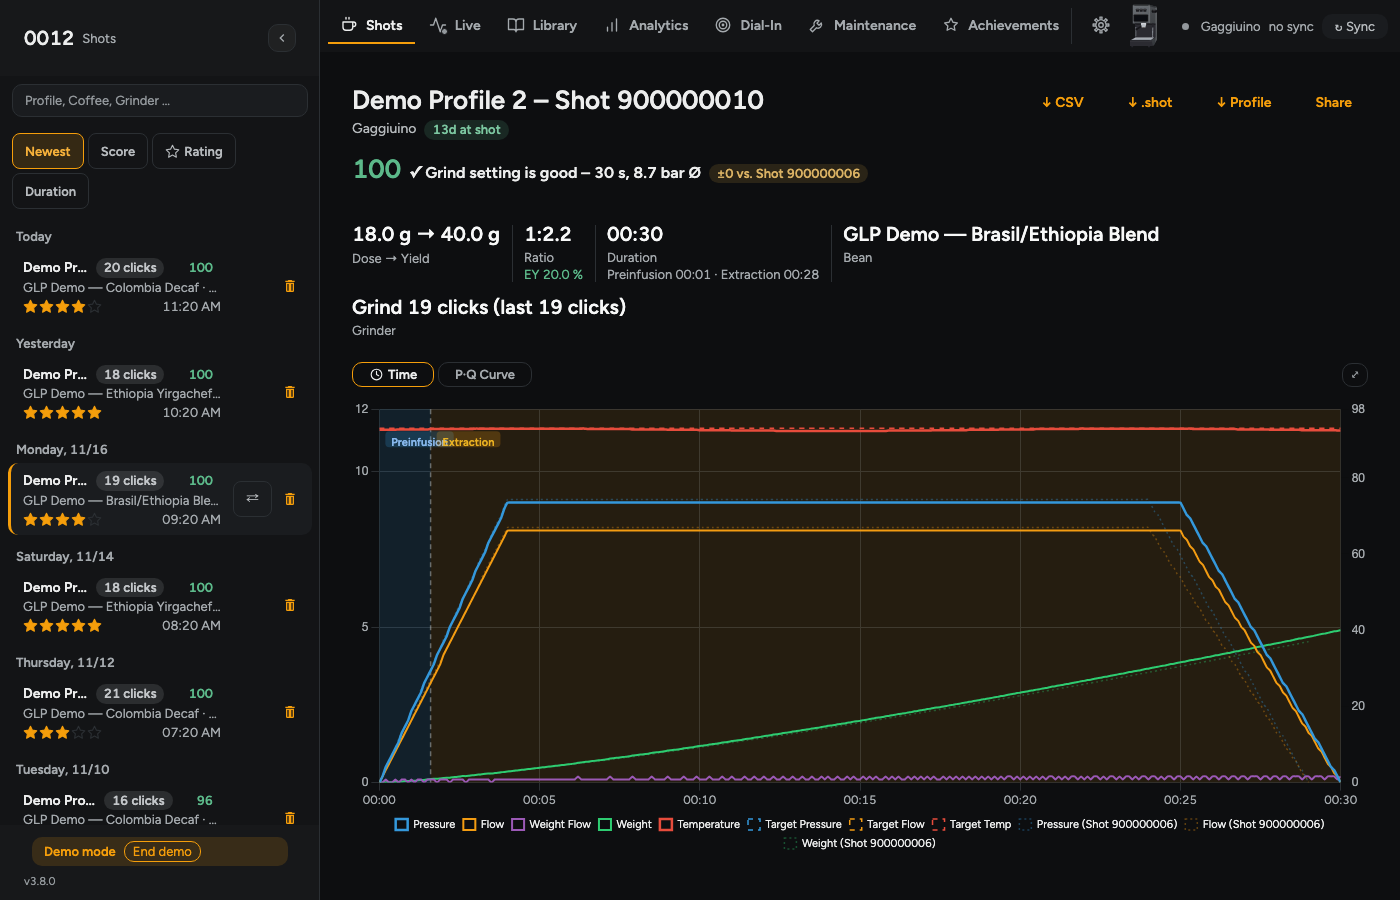 0012 Shots
Profile, Coffee, Grinder ...
Newest
Score
Rating
Duration
Today
Demo Pr... 20 clicks 100
GLP Demo — Colombia Decaf · ...
11:20 AM
Yesterday
Demo Pr... 18 clicks 100
GLP Demo — Ethiopia Yirgachef...
10:20 AM
Monday, 11/16
Demo Pr... 19 clicks 100
GLP Demo — Brasil/Ethiopia Ble...
09:20 AM
Saturday, 11/14
Demo Pr... 18 clicks 100
GLP Demo — Ethiopia Yirgachef...
08:20 AM
Thursday, 11/12
Demo Pr... 21 clicks 100
GLP Demo — Colombia Decaf · ...
07:20 AM
Tuesday, 11/10
Demo Pro... 16 clicks 96
GLP Demo — Colombia Decaf · ...
Demo mode End demo
v3.8.0
Shots
Live
Library
Analytics
Dial-In
Maintenance
Achievements
Gaggiuino no sync
↻ Sync
Demo Profile 2 – Shot 900000010
↓ CSV
↓ .shot
↓ Profile
Share
Gaggiuino 13d at shot
100 ✓ Grind setting is good – 30 s, 8.7 bar Ø ±0 vs. Shot 900000006
18.0 g → 40.0 g
Dose → Yield
1:2.2
Ratio
EY 20.0 %
00:30
Duration
Preinfusion 00:01 · Extraction 00:28
GLP Demo — Brasil/Ethiopia Blend
Bean
Grind 19 clicks (last 19 clicks)
Grinder
Time
P·Q Curve
12
10
5
0
98
80
60
40
20
0
Preinfusion
Extraction
00:00 00:05 00:10 00:15 00:20 00:25 00:30
Pressure Flow Weight Flow Weight Temperature Target Pressure Target Flow Target Temp Pressure (Shot 900000006) Flow (Shot 900000006)
Weight (Shot 900000006)